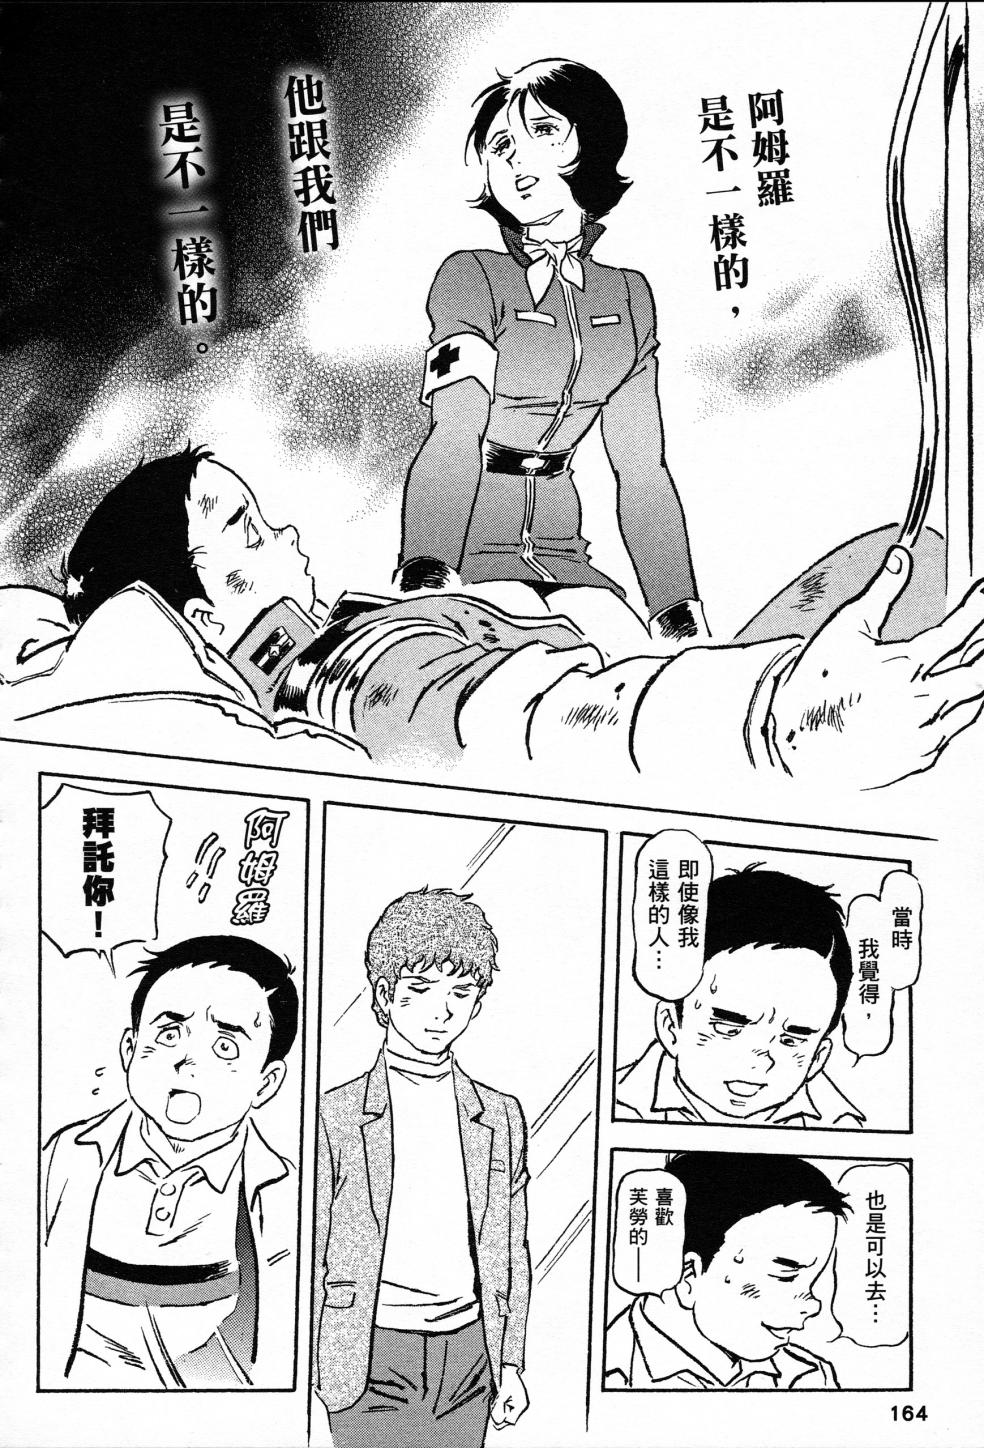 阿姆羅
是不一樣的，
他跟我們
是不一樣的。
當時
我覺得，
即使像我
這樣的人…
也是可以去…
喜歡
芙勞的—
阿姆羅
拜託你！
164